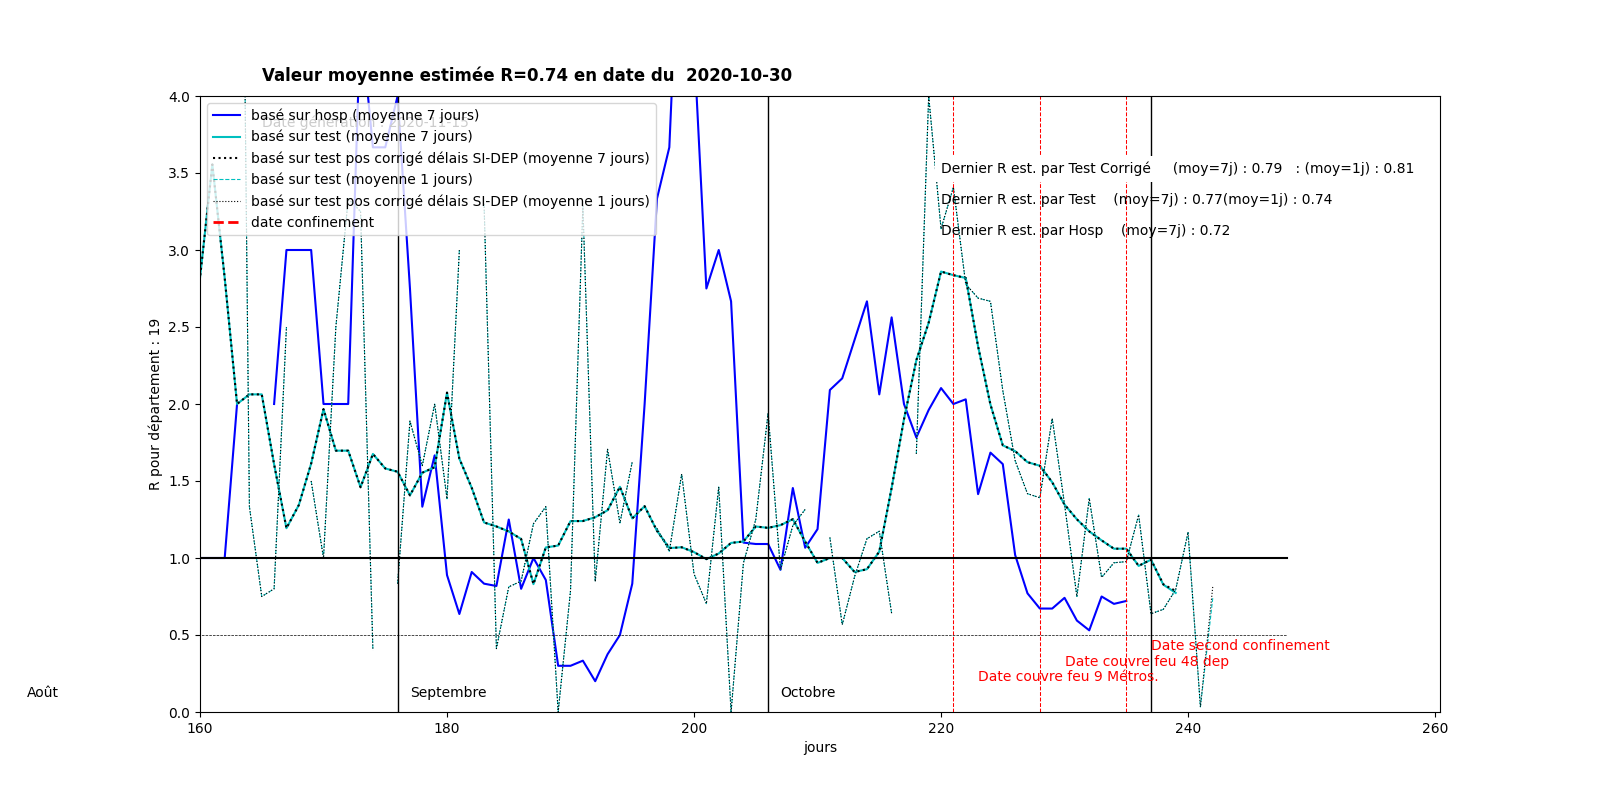 Valeur moyenne estimée R=0.74 en date du  2020-10-30
4.0
3.5
3.0
2.5
2.0
1.5
1.0
0.5
0.0
R pour département : 19
basé sur hosp (moyenne 7 jours)
Date génération : 2020-11-15
basé sur test (moyenne 7 jours)
basé sur test pos corrigé délais SI-DEP (moyenne 7 jours)
basé sur test (moyenne 1 jours)
basé sur test pos corrigé délais SI-DEP (moyenne 1 jours)
date confinement
Dernier R est. par Test Corrigé     (moy=7j) : 0.79   : (moy=1j) : 0.81
Dernier R est. par Test    (moy=7j) : 0.77(moy=1j) : 0.74
Dernier R est. par Hosp    (moy=7j) : 0.72
Date second confinement
Date couvre feu 48 dep
Date couvre feu 9 Métros.
Août
Septembre
Octobre
160
180
200
220
240
260
jours